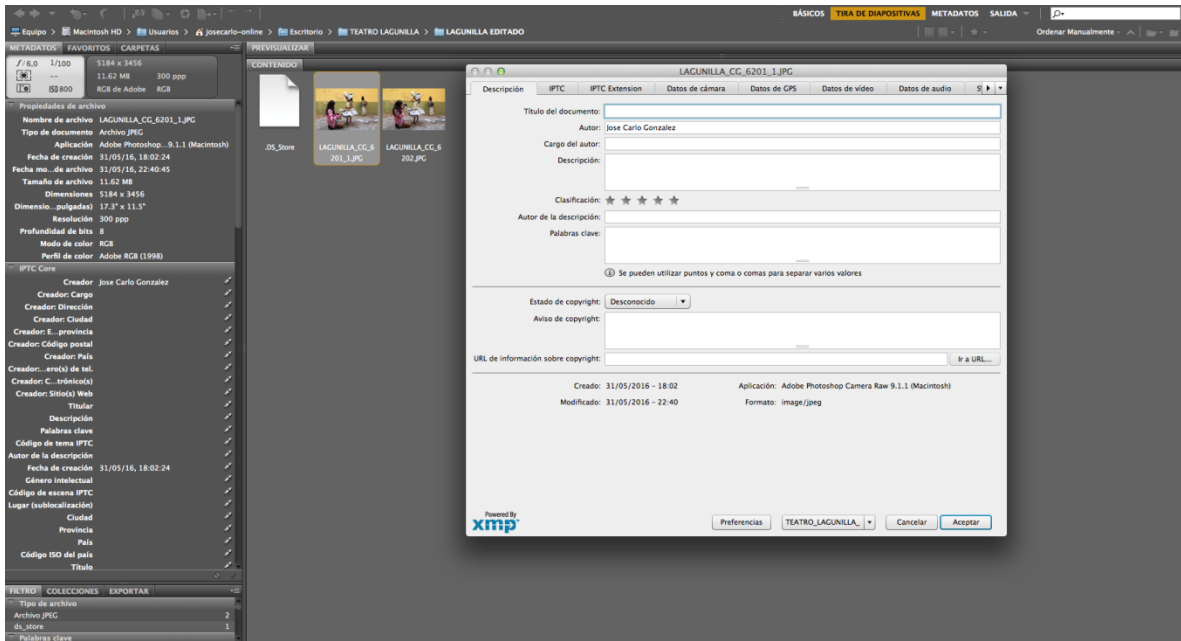 BÁSICOS TIRA DE DIAPOSITIVAS METADATOS SALIDA
Equipo > Macintosh HD > Usuarios > josecarlo-online > Escritorio > TEATRO LAGUNILLA > LAGUNILLA EDITADO
Ordenar Manualmente
METADATOS FAVORITOS CARPETAS
f/6,0 1/100
--
ISO800
5184 x 3456
11.62 MB 300 ppp
RGB de Adobe RGB
Propiedades de archivo
Nombre de archivo LAGUNILLA_CG_6201_1.JPG
Tipo de documento Archivo JPEG
Aplicación Adobe Photoshop...9.1.1 (Macintosh)
Fecha de creación 31/05/16, 18:02:24
Fecha mo...de archivo 31/05/16, 22:40:45
Tamaño de archivo 11.62 MB
Dimensiones 5184 x 3456
Dimensio...pulgadas) 17.3" x 11.5"
Resolución 300 ppp
Profundidad de bits 8
Modo de color RGB
Perfil de color Adobe RGB (1998)
IPTC Core
Creador Jose Carlo Gonzalez
Creador: Cargo
Creador: Dirección
Creador: Ciudad
Creador: E...provincia
Creador: Código postal
Creador: País
Creador:...ero(s) de tel.
Creador: C...trónico(s)
Creador: Sitio(s) Web
Titular
Descripción
Palabras clave
Código de tema IPTC
Autor de la descripción
Fecha de creación 31/05/16, 18:02:24
Género intelectual
Código de escena IPTC
Lugar (sublocalización)
Ciudad
Provincia
País
Código ISO del país
Título
FILTRO COLECCIONES EXPORTAR
Tipo de archivo
Archivo JPEG 2
ds_store 1
Palabras clave
PREVISUALIZAR
CONTENIDO
.DS_Store
LAGUNILLA_CG_6
201_1.JPG
LAGUNILLA_CG_6
202.JPG
LAGUNILLA_CG_6201_1.JPG
Descripción IPTC IPTC Extension Datos de cámara Datos de GPS Datos de vídeo Datos de audio
Título del documento:
Autor: Jose Carlo Gonzalez
Cargo del autor:
Descripción:
Clasificación:
Autor de la descripción:
Palabras clave:
Se pueden utilizar puntos y coma o comas para separar varios valores
Estado de copyright: Desconocido
Aviso de copyright:
URL de información sobre copyright: Ir a URL...
Creado: 31/05/2016 - 18:02 Aplicación: Adobe Photoshop Camera Raw 9.1.1 (Macintosh)
Modificado: 31/05/2016 - 22:40 Formato: image/jpeg
Powered By
xmp
Preferencias TEATRO_LAGUNILLA_ Cancelar Aceptar